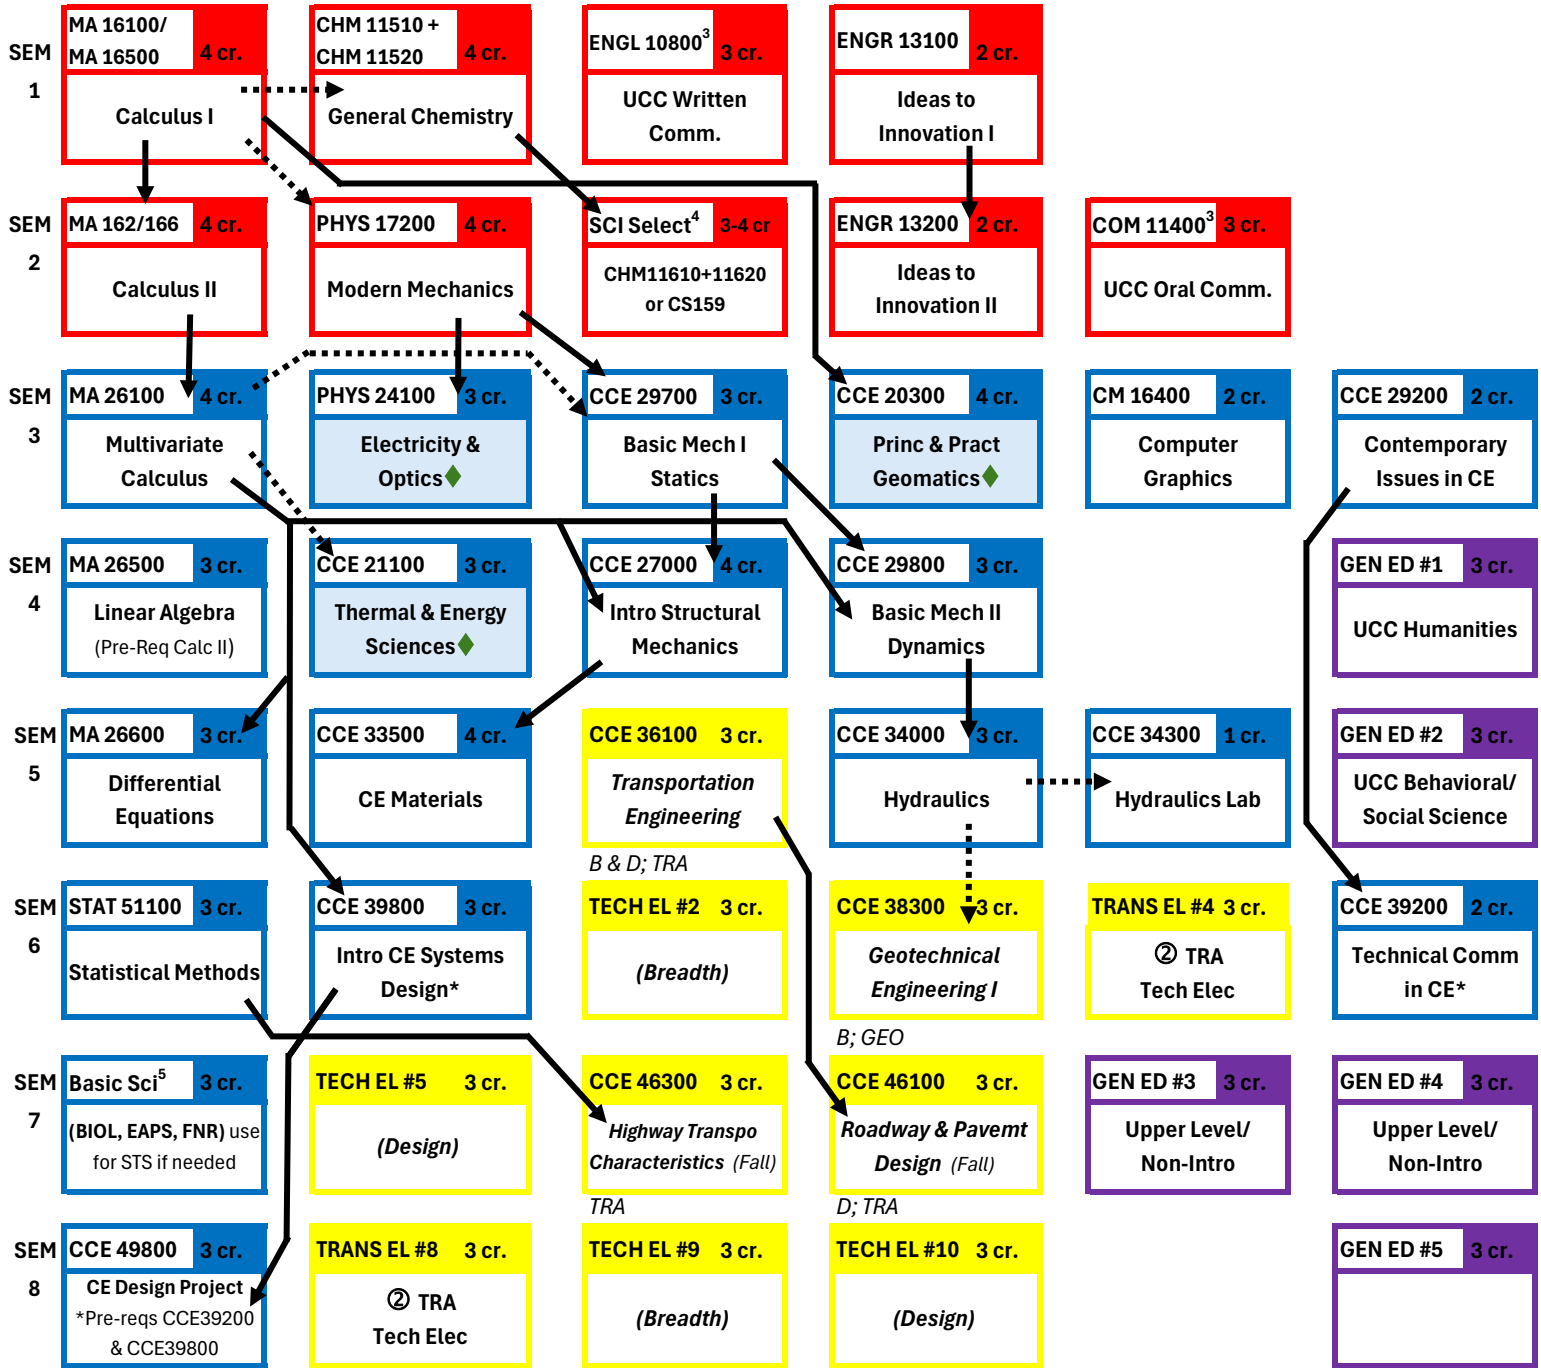 SEM
1
MA 16100/
MA 16500
4 cr.
Calculus I
CHM 11510 +
CHM 11520
4 cr.
General Chemistry
ENGL 10800³
3 cr.
UCC Written
Comm.
ENGR 13100
2 cr.
Ideas to
Innovation I
SEM
2
MA 162/166
4 cr.
Calculus II
PHYS 17200
4 cr.
Modern Mechanics
SCI Select⁴
3-4 cr
CHM11610+11620
or CS159
ENGR 13200
2 cr.
Ideas to
Innovation II
COM 11400³
3 cr.
UCC Oral Comm.
SEM
3
MA 26100
4 cr.
Multivariate
Calculus
PHYS 24100
3 cr.
Electricity &
Optics♦
CCE 29700
3 cr.
Basic Mech I
Statics
CCE 20300
4 cr.
Princ & Pract
Geomatics♦
CM 16400
2 cr.
Computer
Graphics
CCE 29200
2 cr.
Contemporary
Issues in CE
SEM
4
MA 26500
3 cr.
Linear Algebra
(Pre-Req Calc II)
CCE 21100
3 cr.
Thermal & Energy
Sciences♦
CCE 27000
4 cr.
Intro Structural
Mechanics
CCE 29800
3 cr.
Basic Mech II
Dynamics
GEN ED #1
3 cr.
UCC Humanities
SEM
5
MA 26600
3 cr.
Differential
Equations
CCE 33500
4 cr.
CE Materials
CCE 36100
3 cr.
Transportation
Engineering
B & D; TRA
CCE 34000
3 cr.
Hydraulics
CCE 34300
1 cr.
Hydraulics Lab
GEN ED #2
3 cr.
UCC Behavioral/
Social Science
SEM
6
STAT 51100
3 cr.
Statistical Methods
CCE 39800
3 cr.
Intro CE Systems
Design*
TECH EL #2
3 cr.
(Breadth)
CCE 38300
3 cr.
Geotechnical
Engineering I
B; GEO
TRANS EL #4
3 cr.
② TRA
Tech Elec
CCE 39200
2 cr.
Technical Comm
in CE*
SEM
7
Basic Sci⁵
3 cr.
(BIOL, EAPS, FNR) use
for STS if needed
TECH EL #5
3 cr.
(Design)
CCE 46300
3 cr.
Highway Transpo
Characteristics (Fall)
TRA
CCE 46100
3 cr.
Roadway & Pavemt
Design (Fall)
D; TRA
GEN ED #3
3 cr.
Upper Level/
Non-Intro
GEN ED #4
3 cr.
Upper Level/
Non-Intro
SEM
8
CCE 49800
3 cr.
CE Design Project
*Pre-reqs CCE39200
& CCE39800
TRANS EL #8
3 cr.
② TRA
Tech Elec
TECH EL #9
3 cr.
(Breadth)
TECH EL #10
3 cr.
(Design)
GEN ED #5
3 cr.